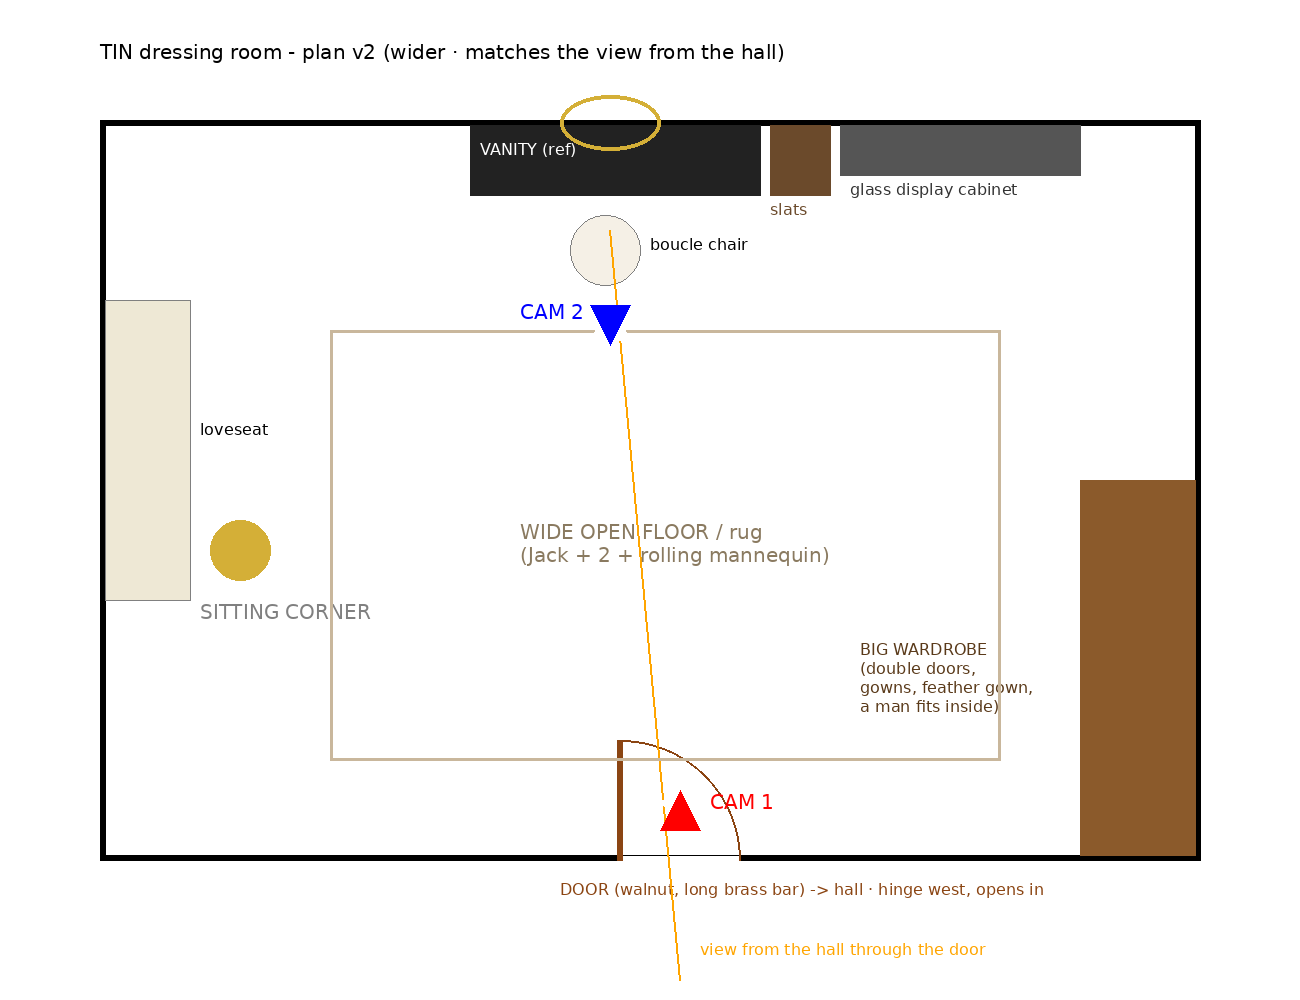 TIN dressing room - plan v2 (wider · matches the view from the hall)
VANITY (ref)
glass display cabinet
slats
boucle chair
CAM 2
loveseat
WIDE OPEN FLOOR / rug
(Jack + 2 + rolling mannequin)
SITTING CORNER
BIG WARDROBE
(double doors,
gowns, feather gown,
a man fits inside)
CAM 1
DOOR (walnut, long brass bar) -> hall · hinge west, opens in
view from the hall through the door